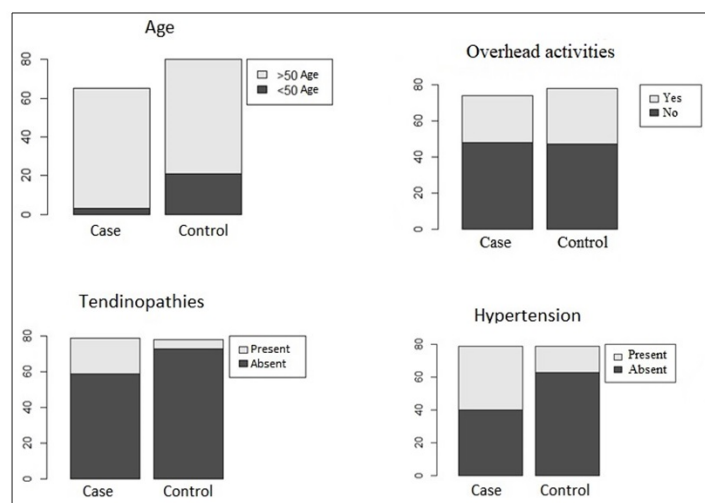 Age
80
60
40
20
0
>50 Age
<50 Age
Case Control
Overhead activities
80
60
40
20
0
Yes
No
Case Control
Tendinopathies
80
60
40
20
0
Present
Absent
Case Control
Hypertension
80
60
40
20
0
Present
Absent
Case Control